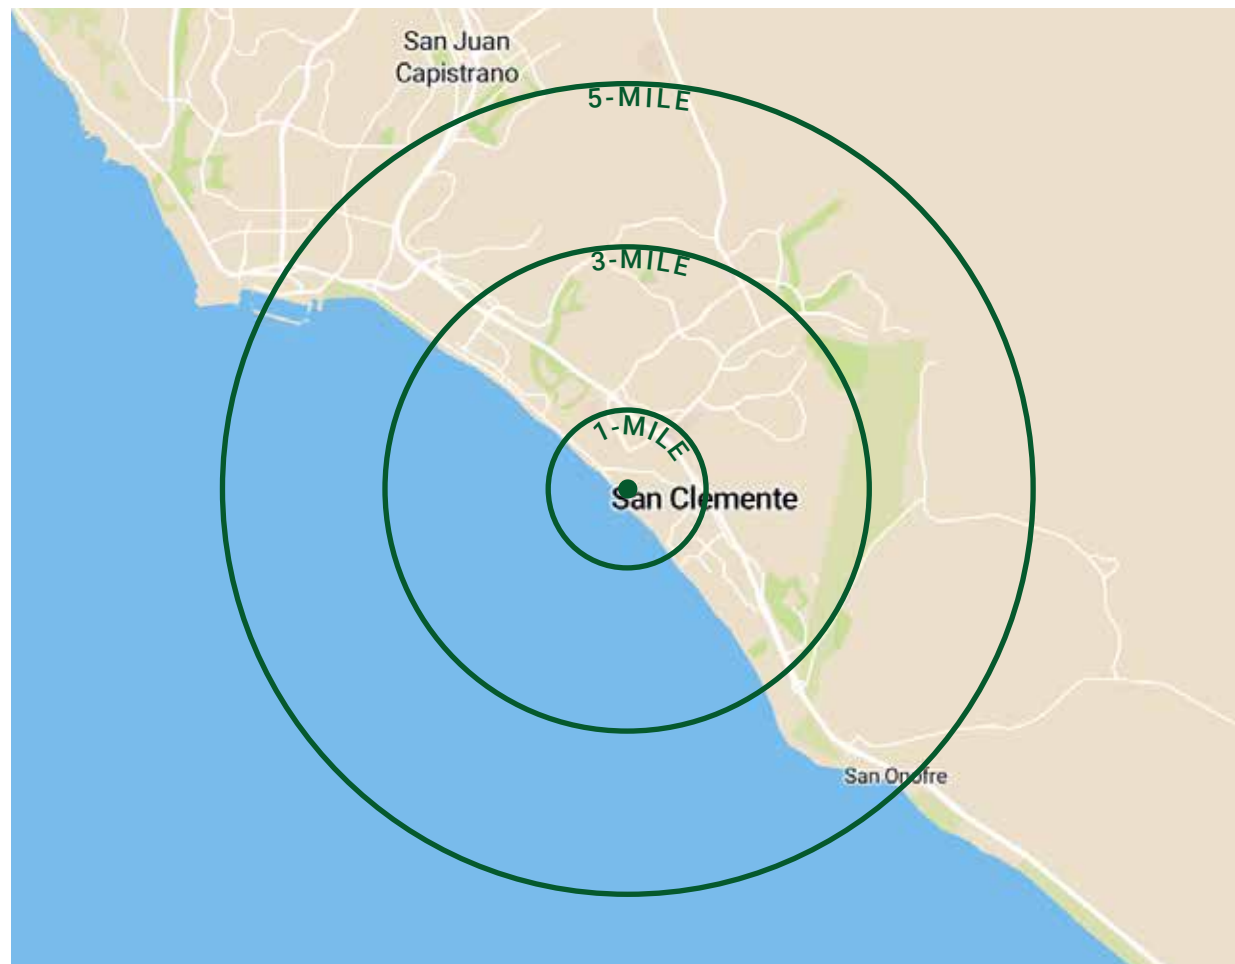 San Juan
Capistrano
5-MILE
3-MILE
1-MILE
San Clemente
San Onofre